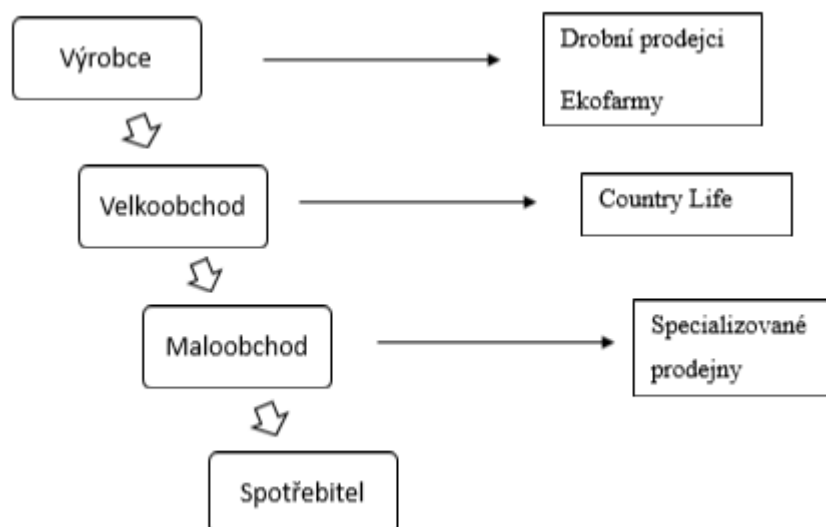 Výrobce
Drobní prodejci
Ekofarmy
Velkoobchod
Country Life
Maloobchod
Specializované
prodejny
Spotřebitel